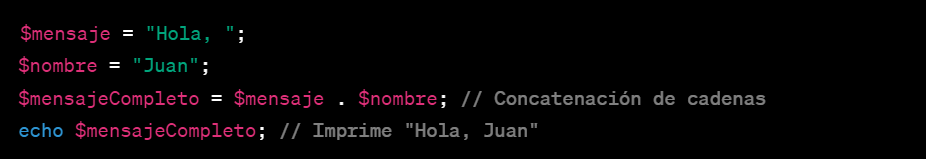 $mensaje = "Hola, ";
$nombre = "Juan";
$mensajeCompleto = $mensaje . $nombre; // Concatenación de cadenas
echo $mensajeCompleto; // Imprime "Hola, Juan"